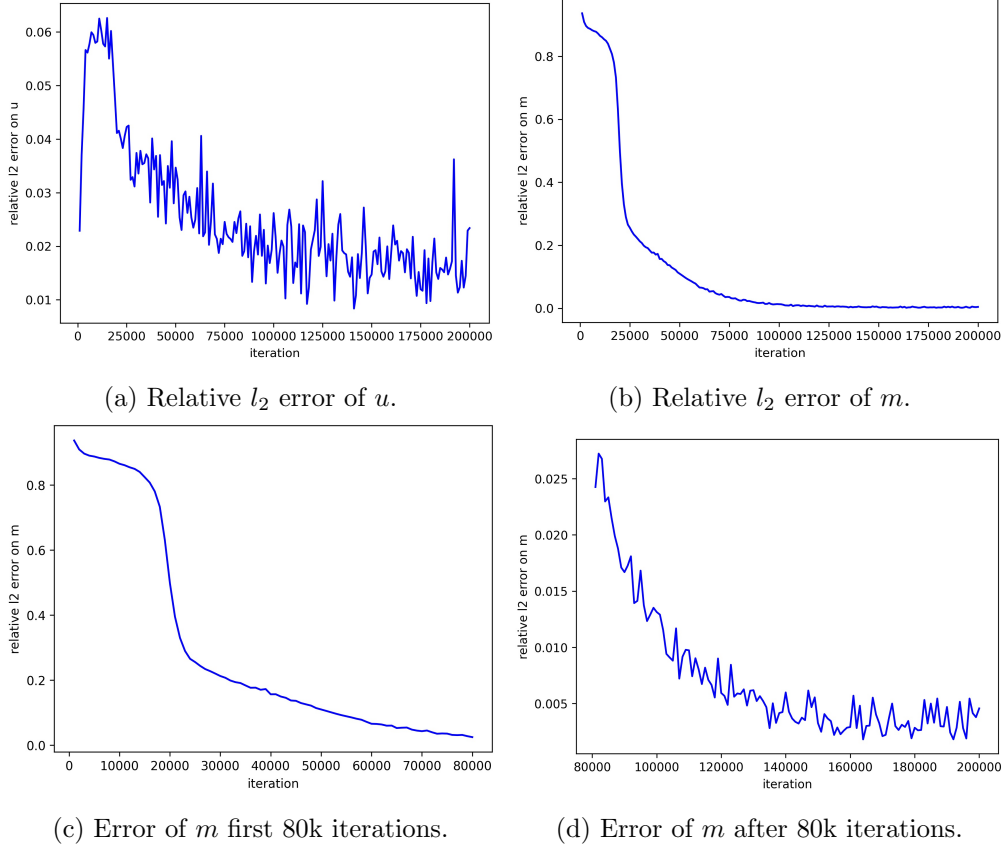 relative l2 error on u
0.06
0.05
0.04
0.03
0.02
0.01
0 25000 50000 75000 100000 125000 150000 175000 200000
iteration
(a) Relative l₂ error of u.
relative l2 error on m
0.8
0.6
0.4
0.2
0.0
0 25000 50000 75000 100000 125000 150000 175000 200000
iteration
(b) Relative l₂ error of m.
relative l2 error on m
0.8
0.6
0.4
0.2
0.0
0 10000 20000 30000 40000 50000 60000 70000 80000
iteration
(c) Error of m first 80k iterations.
relative l2 error on m
0.025
0.020
0.015
0.010
0.005
80000 100000 120000 140000 160000 180000 200000
iteration
(d) Error of m after 80k iterations.